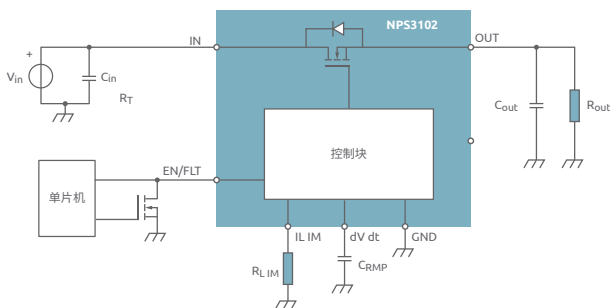 NPS3102
IN
OUT
+
Vin
Cin
RT
Cout
Rout
控制块
EN/FLT
单片机
IL IM
dV dt
GND
RL IM
CRMP